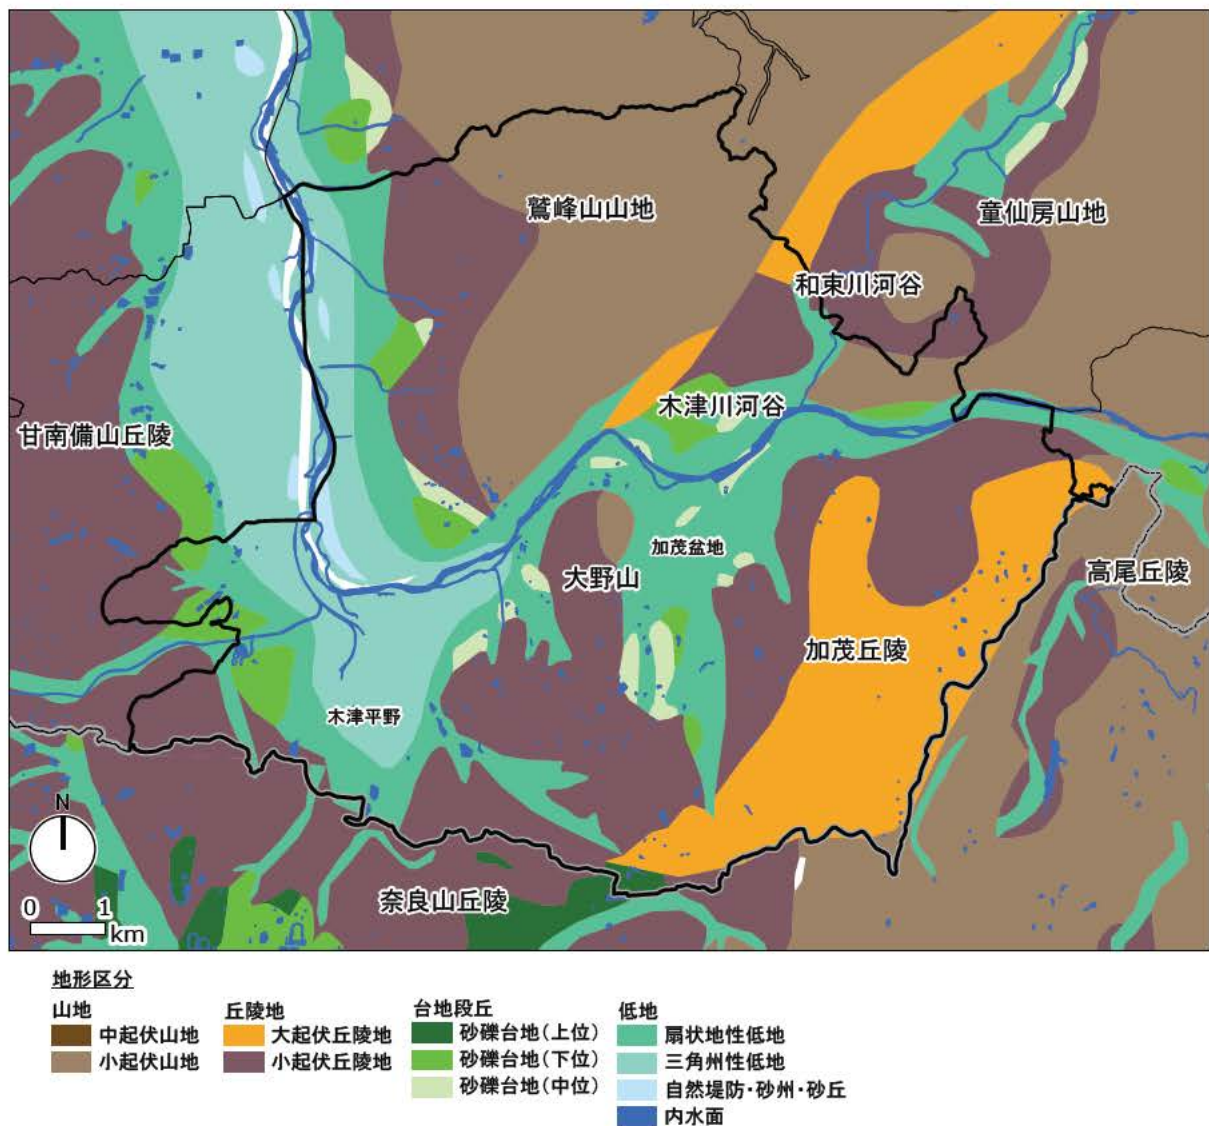 鷲峰山山地
童仙房山地
和束川河谷
木津川河谷
甘南備山丘陵
加茂盆地
大野山
高尾丘陵
加茂丘陵
木津平野
奈良山丘陵
N
0 1
km
地形区分
山地
中起伏山地
小起伏山地
丘陵地
大起伏丘陵地
小起伏丘陵地
台地段丘
砂礫台地(上位)
砂礫台地(下位)
砂礫台地(中位)
低地
扇状地性低地
三角州性低地
自然堤防・砂州・砂丘
内水面